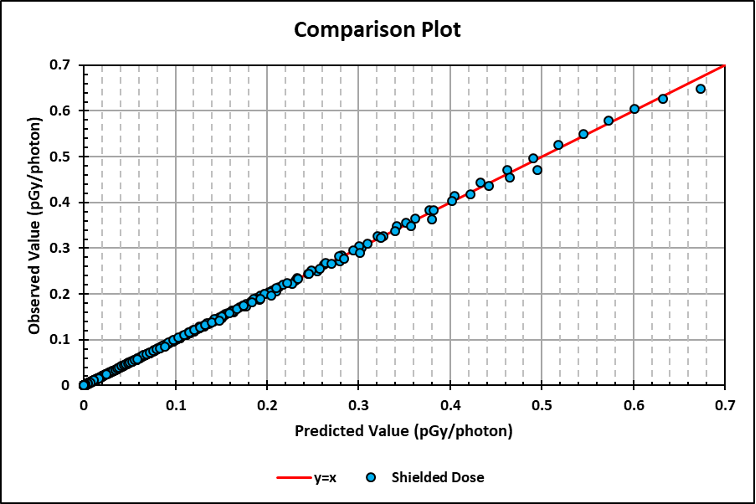 Comparison Plot
Observed Value (pGy/photon)
0.7
0.6
0.5
0.4
0.3
0.2
0.1
0
0 0.1 0.2 0.3 0.4 0.5 0.6 0.7
Predicted Value (pGy/photon)
y=x Shielded Dose